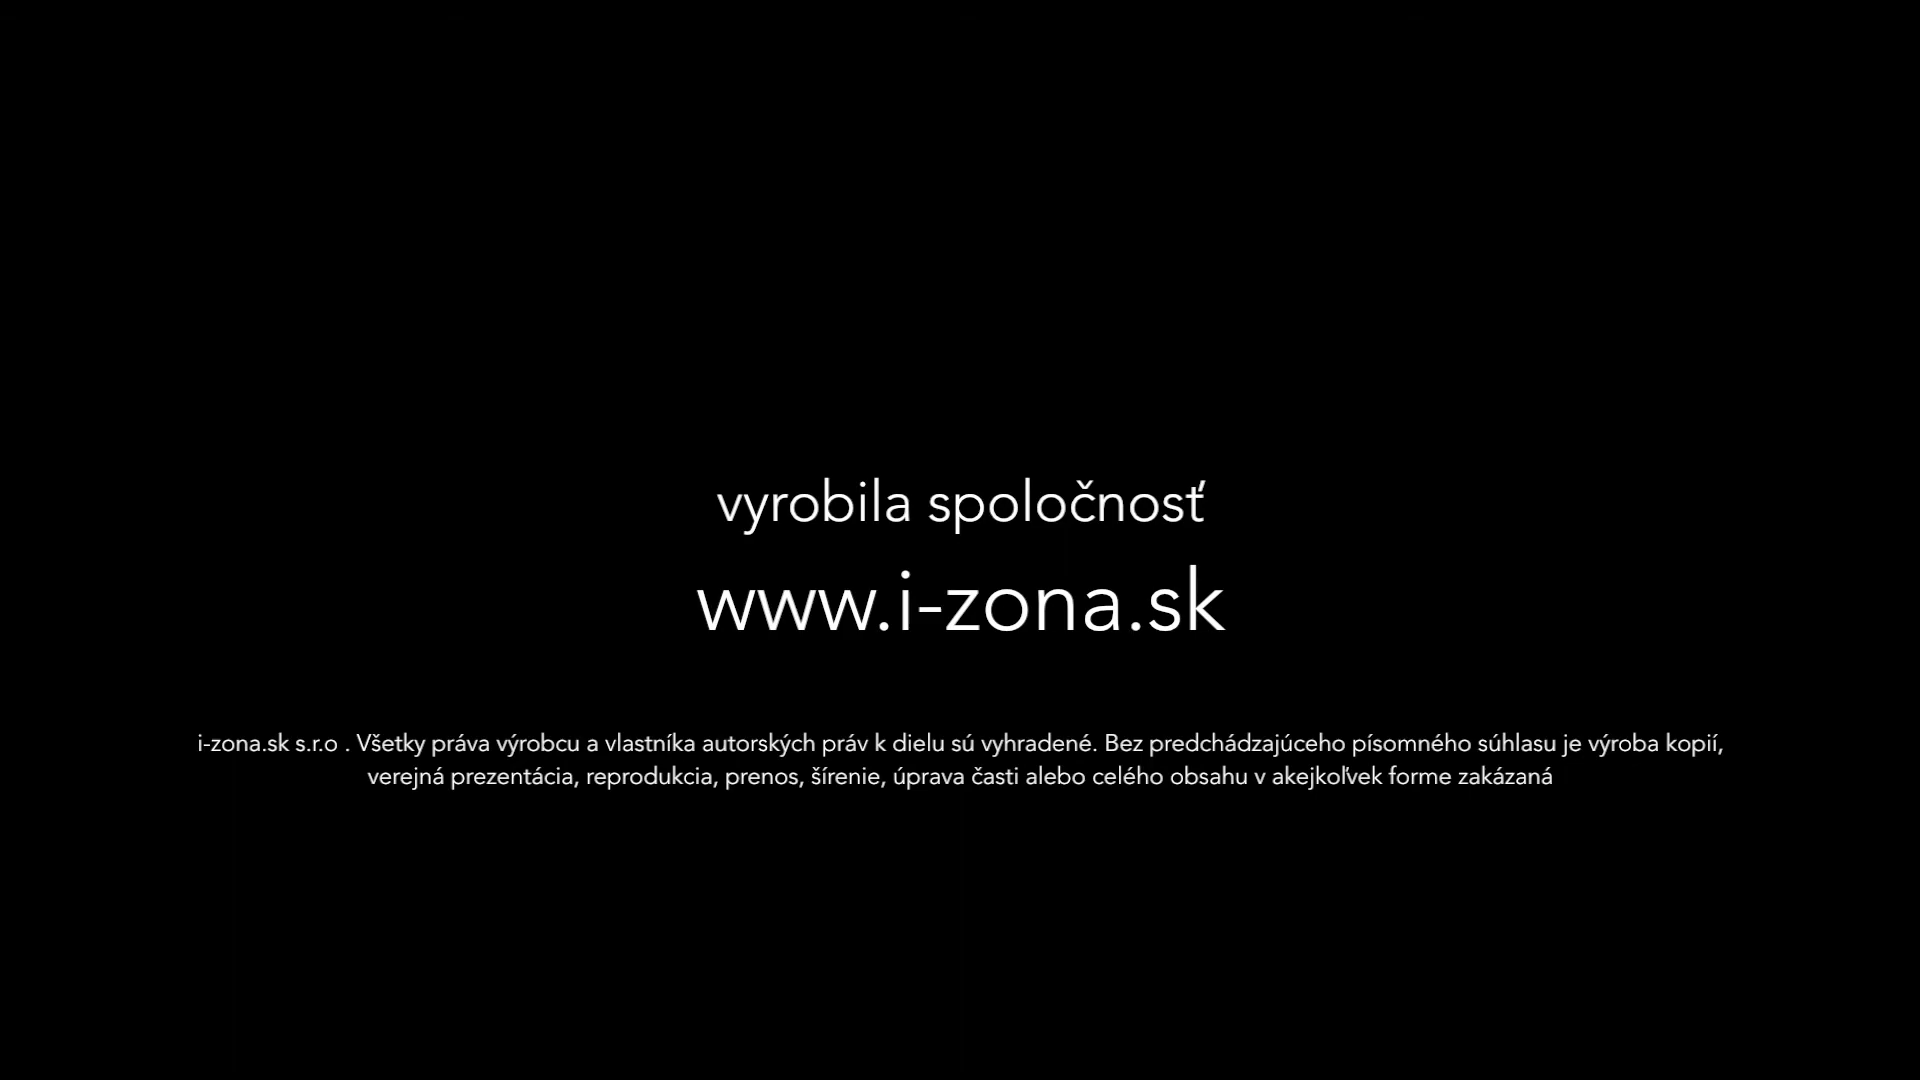 vyrobila spoločnosť
www.i-zona.sk
i-zona.sk s.r.o . Všetky práva výrobcu a vlastníka autorských práv k dielu sú vyhradené. Bez predchádzajúceho písomného súhlasu je výroba kopií,
verejná prezentácia, reprodukcia, prenos, šírenie, úprava časti alebo celého obsahu v akejkoľvek forme zakázaná